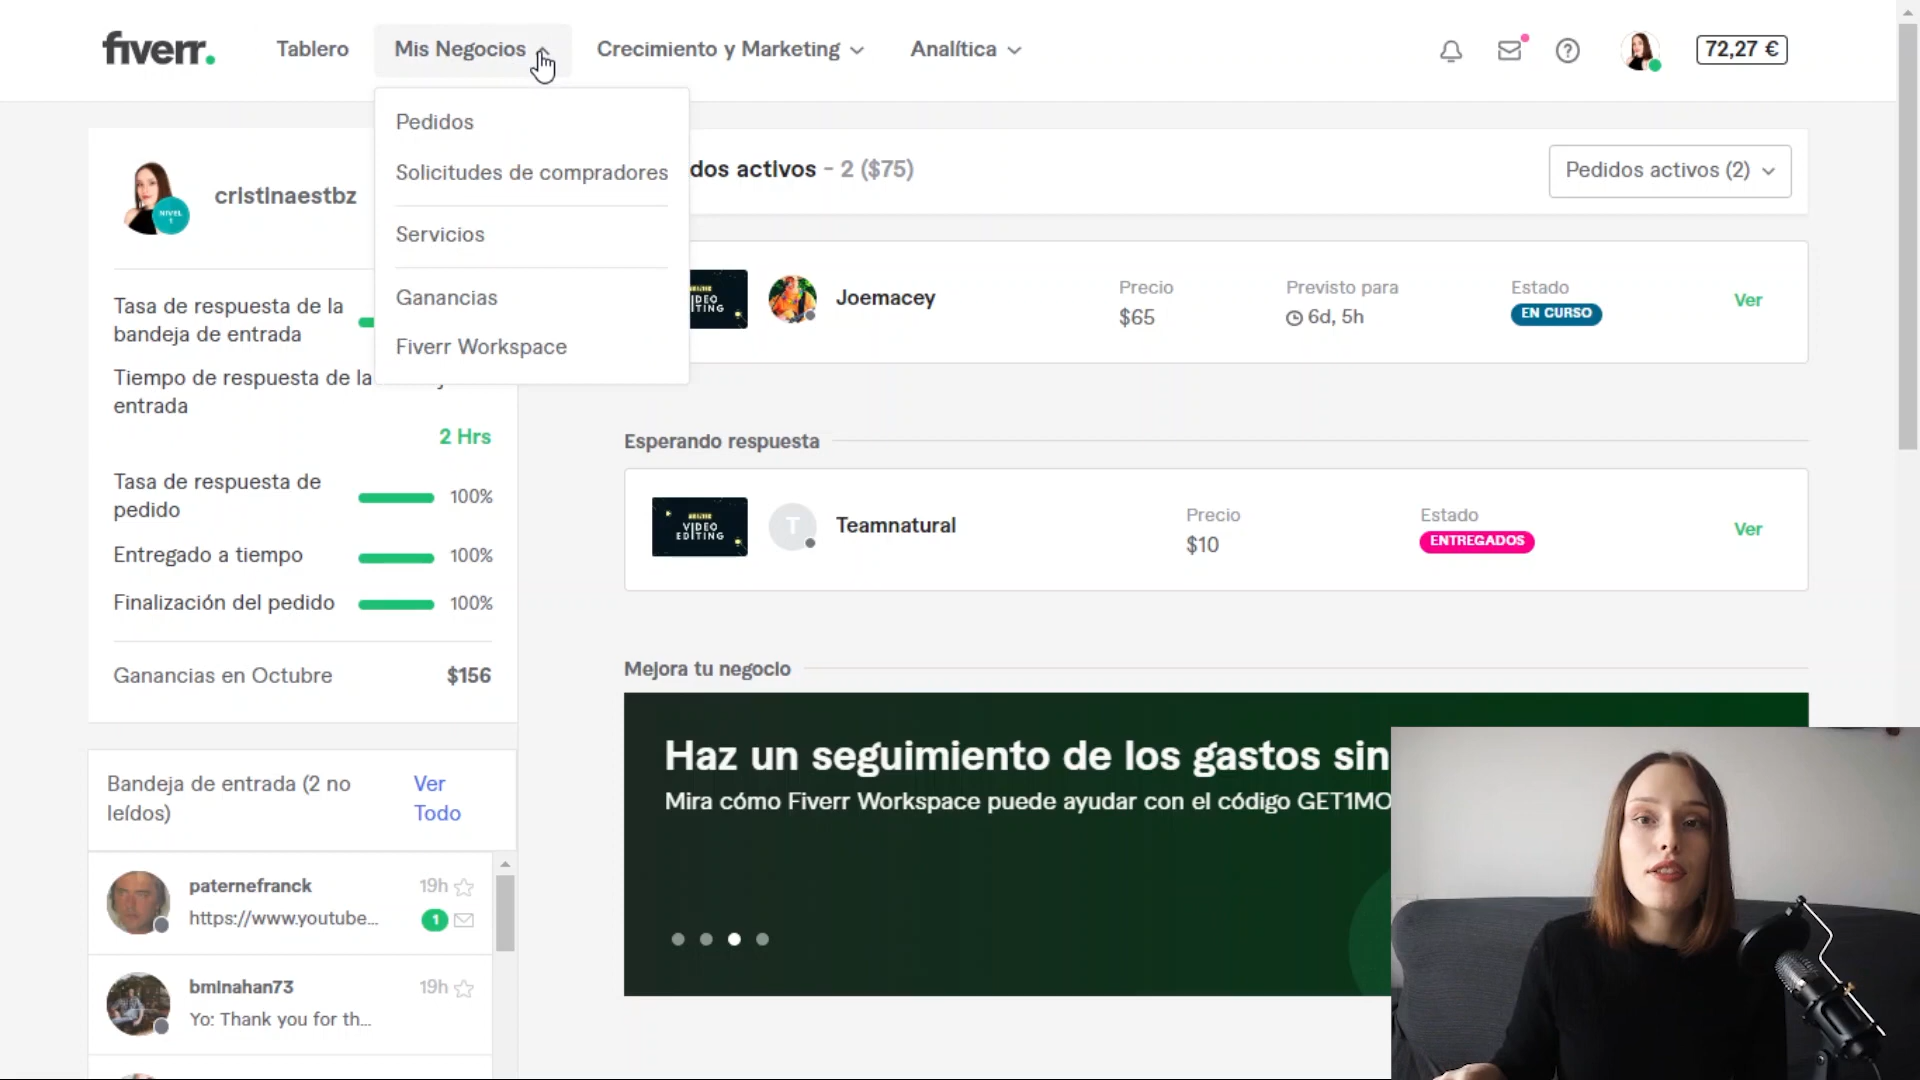 fiverr.
Tablero
Mis Negocios
Crecimiento y Marketing
Analítica
72,27 €
Pedidos
Solicitudes de compradores
Servicios
Ganancias
Fiverr Workspace
cristinaestbz
NIVEL
1
Tasa de respuesta de la
bandeja de entrada
Tiempo de respuesta de la
entrada
2 Hrs
Tasa de respuesta de
pedido
100%
Entregado a tiempo
100%
Finalización del pedido
100%
Ganancias en Octubre
$156
Bandeja de entrada (2 no
leídos)
Ver
Todo
paternefranck
19h
https://www.youtube...
1
bminahan73
19h
Yo: Thank you for th...
dos activos - 2 ($75)
Pedidos activos (2)
Joemacey
Precio
$65
Previsto para
6d, 5h
Estado
EN CURSO
Ver
Esperando respuesta
VIDEO
EDITING
T
Teamnatural
Precio
$10
Estado
ENTREGADOS
Ver
Mejora tu negocio
Haz un seguimiento de los gastos sin
Mira cómo Fiverr Workspace puede ayudar con el código GET1MO